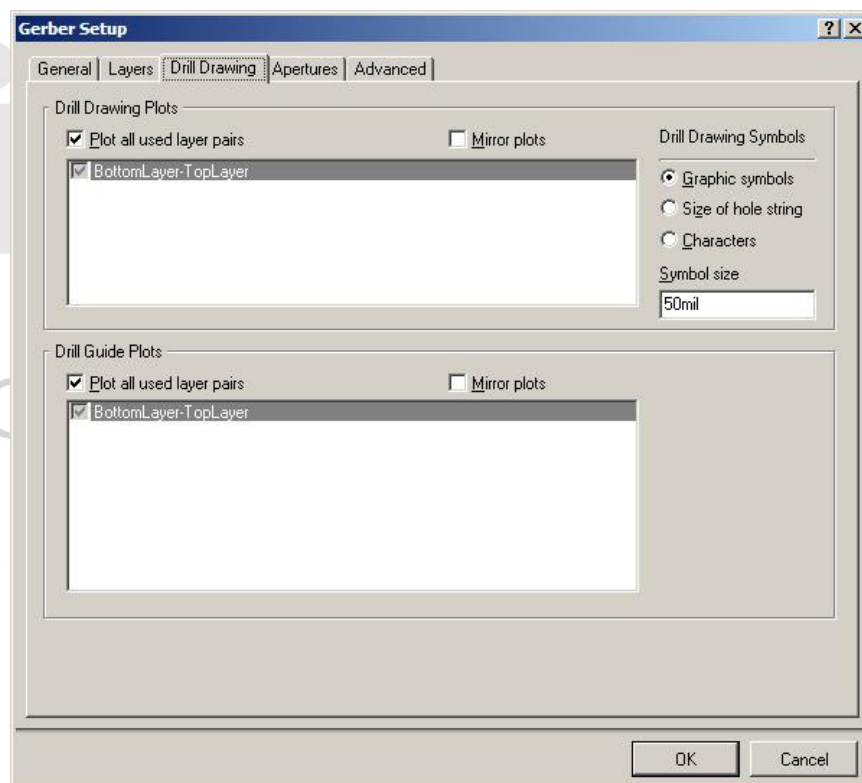 Gerber Setup
General Layers Drill Drawing Apertures Advanced
Drill Drawing Plots
Plot all used layer pairs
Mirror plots
BottomLayer-TopLayer
Drill Drawing Symbols
Graphic symbols
Size of hole string
Characters
Symbol size
50mil
Drill Guide Plots
Plot all used layer pairs
Mirror plots
BottomLayer-TopLayer
OK Cancel